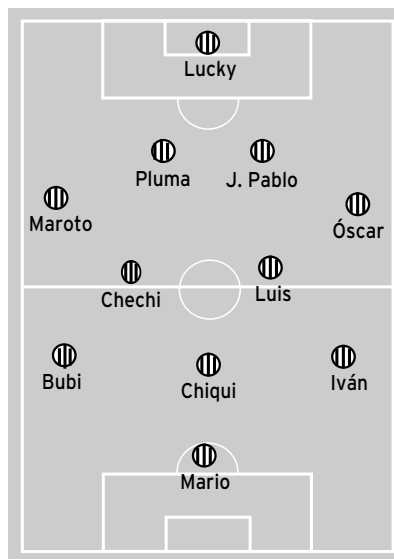 Lucky
Pluma
J. Pablo
Maroto
Óscar
Chechi
Luis
Bubi
Chiqui
Iván
Mario